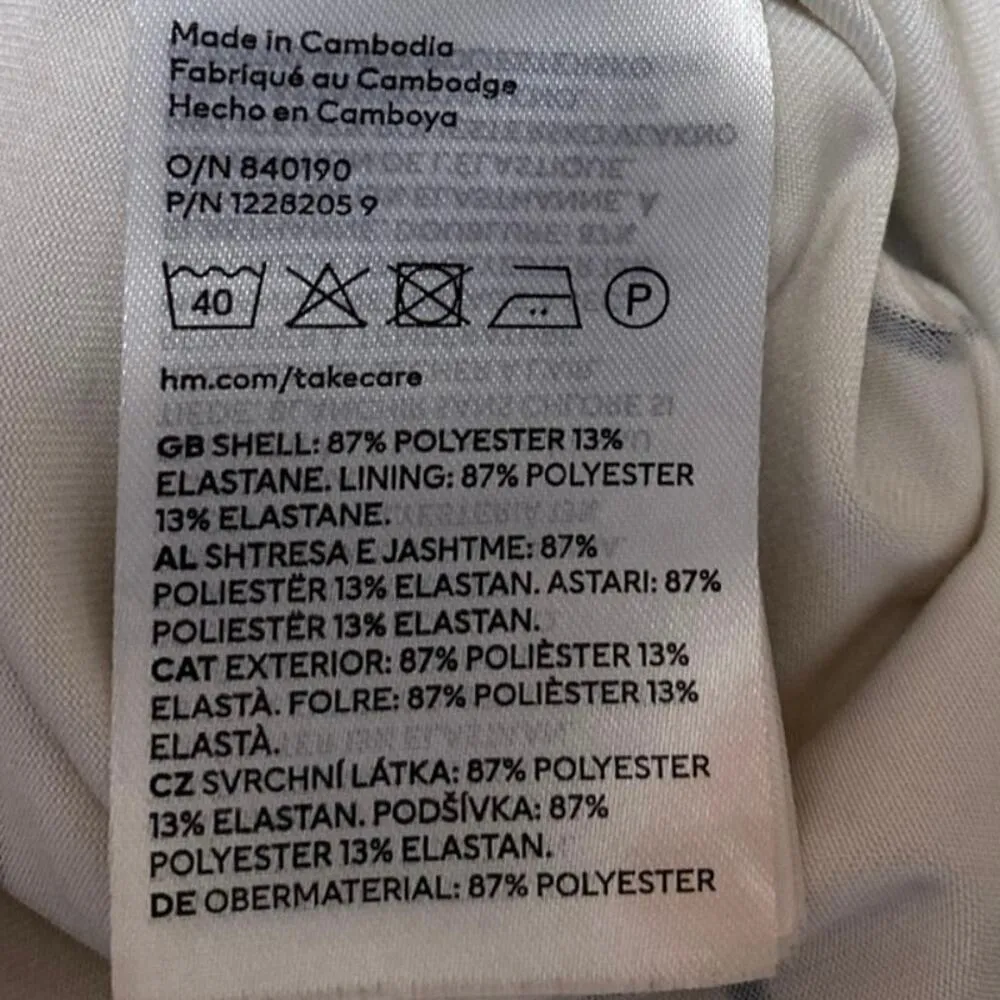 Made in Cambodia
Fabriqué au Cambodge
Hecho en Camboya
O/N 840190
P/N 1228205 9
40
P
hm.com/takecare
GB SHELL: 87% POLYESTER 13%
ELASTANE. LINING: 87% POLYESTER
13% ELASTANE.
AL SHTRESA E JASHTME: 87%
POLIESTËR 13% ELASTAN. ASTARI: 87%
POLIESTËR 13% ELASTAN.
CAT EXTERIOR: 87% POLIÈSTER 13%
ELASTÀ. FOLRE: 87% POLIÈSTER 13%
ELASTÀ.
CZ SVRCHNÍ LÁTKA: 87% POLYESTER
13% ELASTAN. PODŠÍVKA: 87%
POLYESTER 13% ELASTAN.
DE OBERMATERIAL: 87% POLYESTER